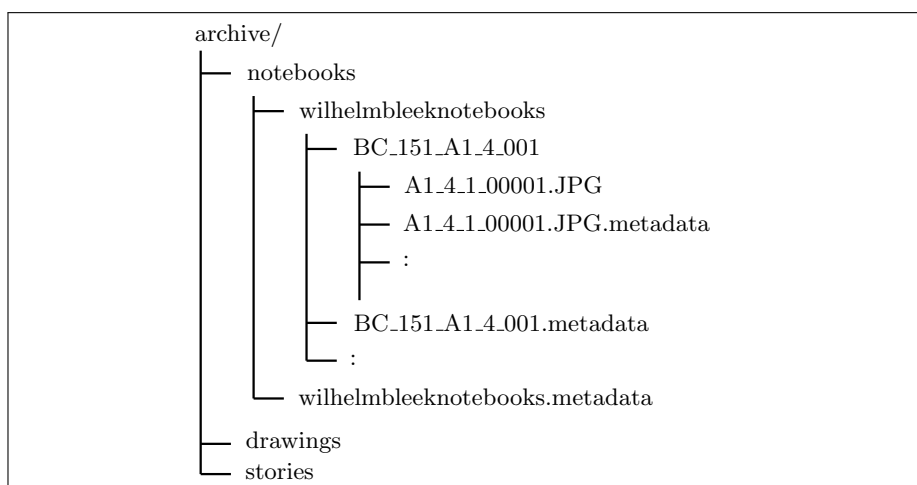 archive/
notebooks
wilhelmbleeknotebooks
BC_151_A1_4_001
A1_4_1_00001.JPG
A1_4_1_00001.JPG.metadata
:
BC_151_A1_4_001.metadata
:
wilhelmbleeknotebooks.metadata
drawings
stories